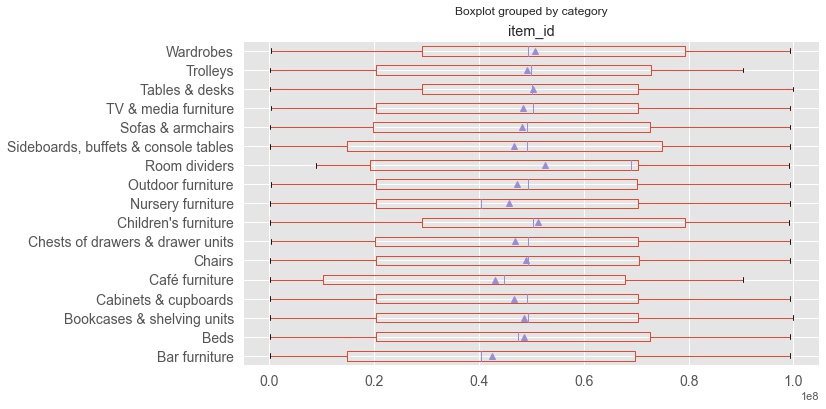 Boxplot grouped by category
item_id
Wardrobes
Trolleys
Tables & desks
TV & media furniture
Sofas & armchairs
Sideboards, buffets & console tables
Room dividers
Outdoor furniture
Nursery furniture
Children's furniture
Chests of drawers & drawer units
Chairs
Café furniture
Cabinets & cupboards
Bookcases & shelving units
Beds
Bar furniture
0.0 0.2 0.4 0.6 0.8 1.0
1e8